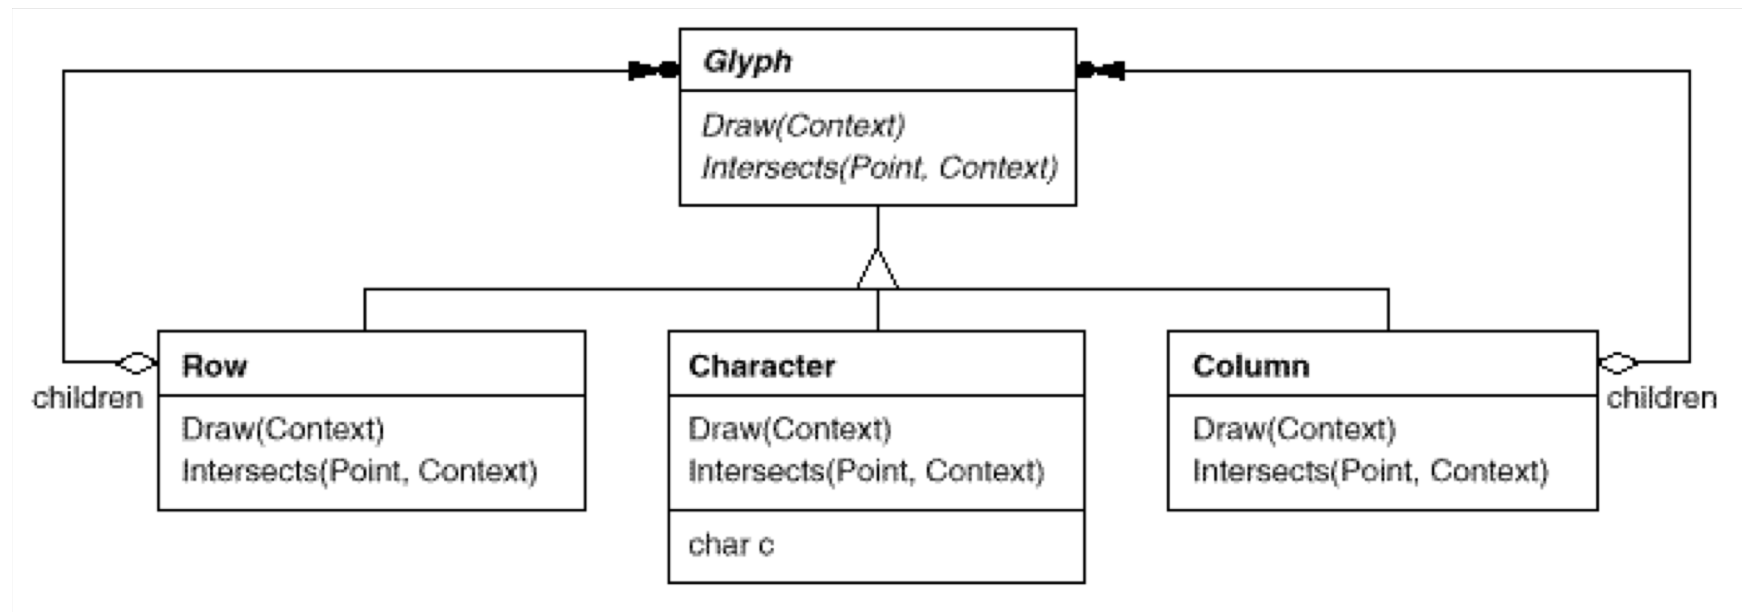 Glyph
Draw(Context)
Intersects(Point, Context)
children
Row
Draw(Context)
Intersects(Point, Context)
Character
Draw(Context)
Intersects(Point, Context)
char c
Column
Draw(Context)
Intersects(Point, Context)
children